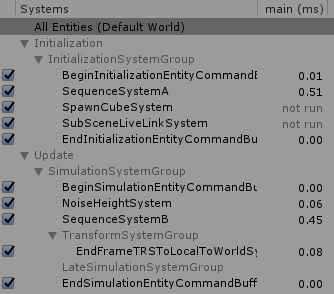 Systems main (ms)
All Entities (Default World)
Initialization
InitializationSystemGroup
BeginInitializationEntityCommandB 0.01
SequenceSystemA 0.51
SpawnCubeSystem not run
SubSceneLiveLinkSystem not run
EndInitializationEntityCommandBuf 0.00
Update
SimulationSystemGroup
BeginSimulationEntityCommandBu 0.00
NoiseHeightSystem 0.06
SequenceSystemB 0.45
TransformSystemGroup
EndFrameTRSToLocalToWorldSy 0.08
LateSimulationSystemGroup
EndSimulationEntityCommandBuff 0.00